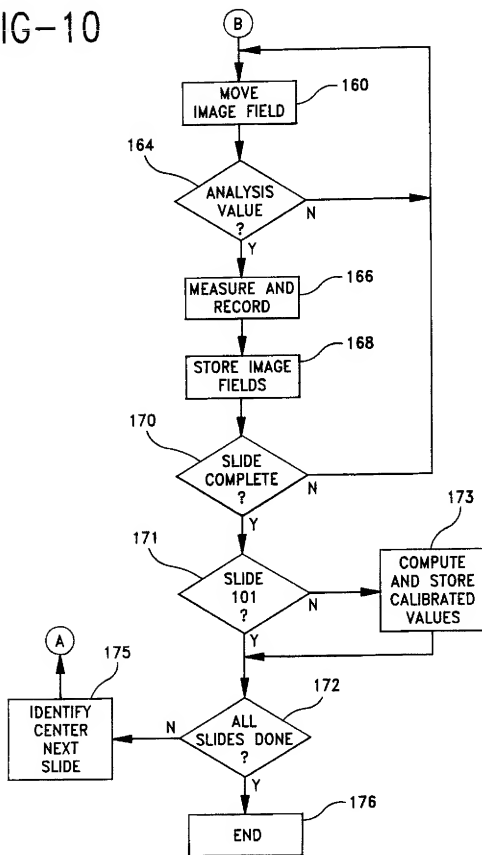 IG-10
B
MOVE
IMAGE FIELD
160
164
ANALYSIS
VALUE
?
N
Y
MEASURE AND
RECORD
166
STORE IMAGE
FIELDS
168
170
SLIDE
COMPLETE
?
N
Y
171
SLIDE
101
?
N
Y
173
COMPUTE
AND STORE
CALIBRATED
VALUES
A
175
IDENTIFY
CENTER
NEXT
SLIDE
172
ALL
SLIDES DONE
?
N
Y
END
176